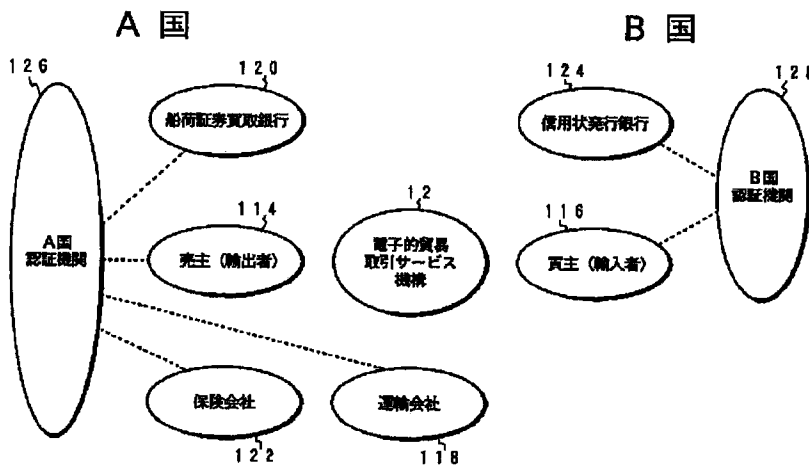 A 国
B 国
126
120
124
128
船荷証券買取銀行
信用状発行銀行
B国
認証機関
114
12
116
A国
認証機関
売主（輸出者）
電子的貿易
取引サービス
機構
買主（輸入者）
保険会社
運輸会社
122
118